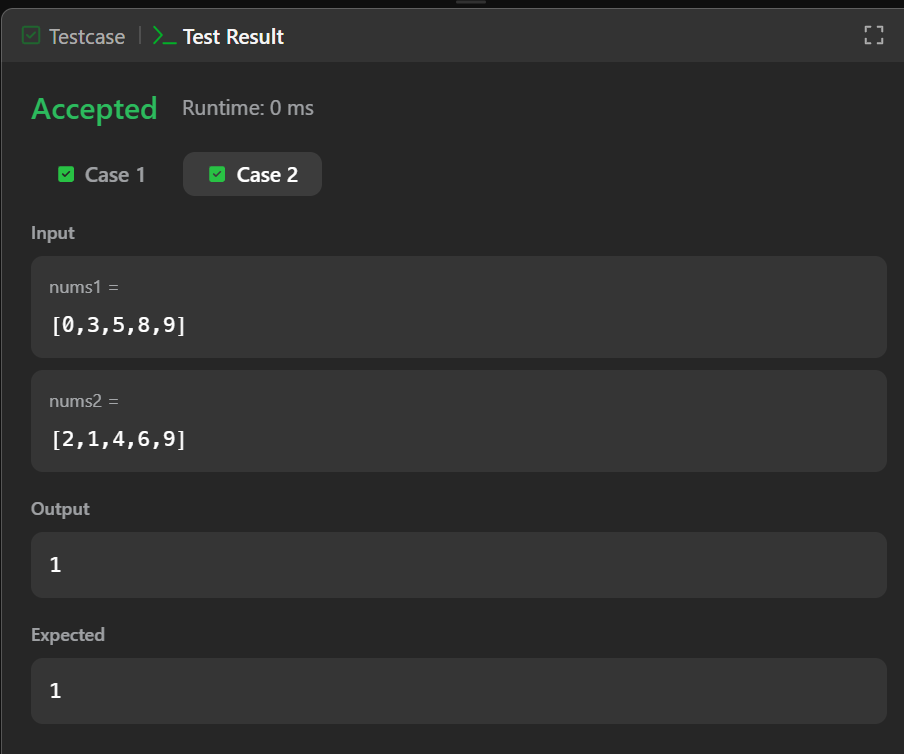 Testcase | >_ Test Result
Accepted Runtime: 0 ms
Case 1 Case 2
Input
nums1 =
[0,3,5,8,9]
nums2 =
[2,1,4,6,9]
Output
1
Expected
1